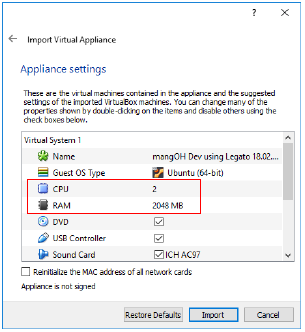 Import Virtual Appliance
Appliance settings
These are the virtual machines contained in the appliance and the suggested
settings of the imported VirtualBox machines. You can change many of the
properties shown by double-clicking on the items and disable others using the
check boxes below.
Virtual System 1
Name mangOH Dev using Legato 18.02....
Guest OS Type Ubuntu (64-bit)
CPU 2
RAM 2048 MB
DVD
USB Controller
Sound Card ICH AC97
Reinitialize the MAC address of all network cards
Appliance is not signed
Restore Defaults Import Cancel